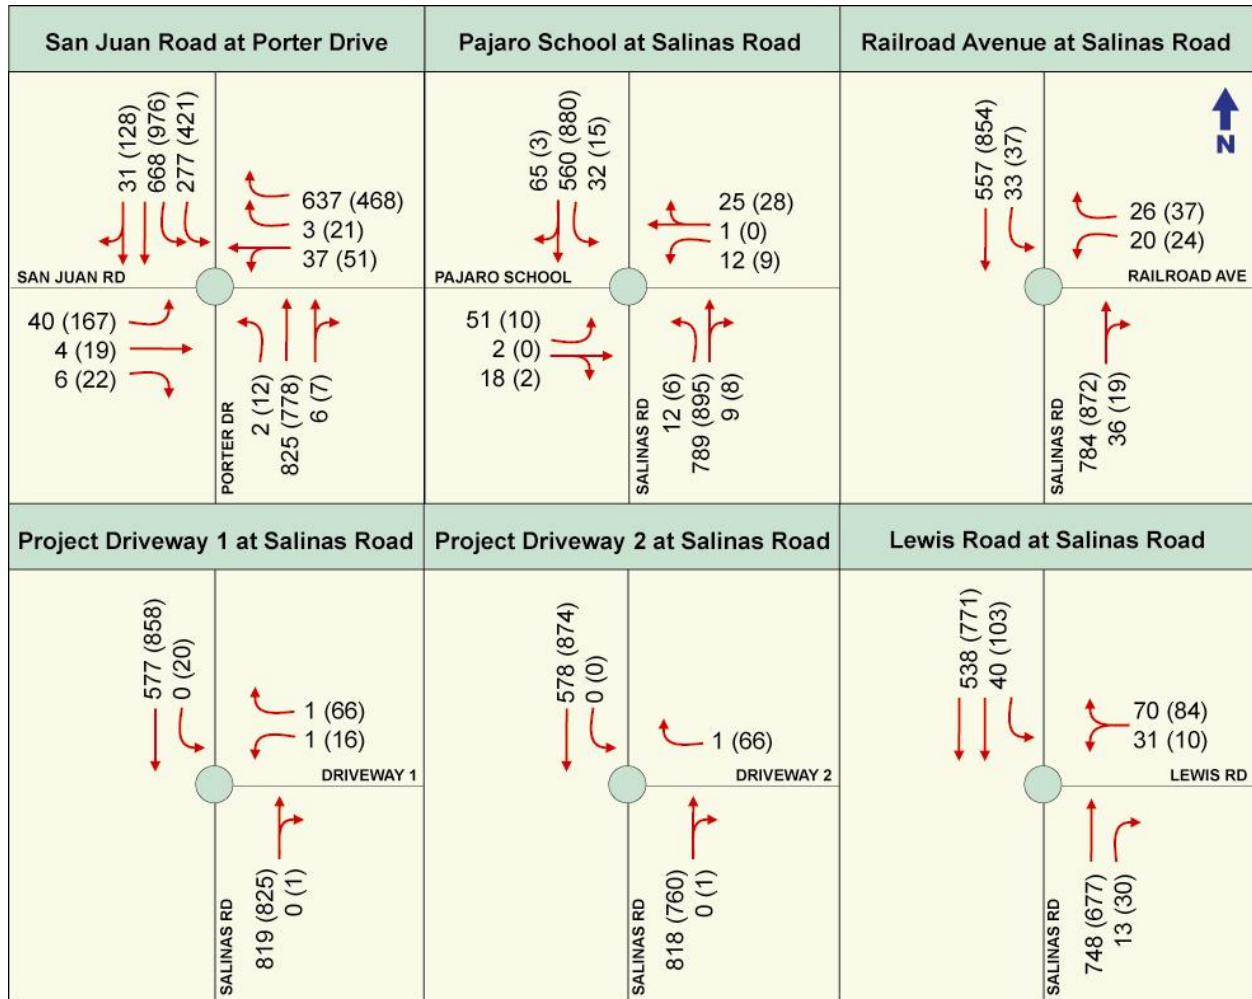 San Juan Road at Porter Drive
31 (128)
668 (976)
277 (421)
637 (468)
3 (21)
37 (51)
SAN JUAN RD
40 (167)
4 (19)
6 (22)
PORTER DR
2 (12)
825 (778)
6 (7)
Pajaro School at Salinas Road
65 (3)
560 (880)
32 (15)
25 (28)
1 (0)
12 (9)
PAJARO SCHOOL
51 (10)
2 (0)
18 (2)
SALINAS RD
12 (6)
789 (895)
9 (8)
Railroad Avenue at Salinas Road
N
557 (854)
33 (37)
26 (37)
20 (24)
RAILROAD AVE
SALINAS RD
784 (872)
36 (19)
Project Driveway 1 at Salinas Road
577 (858)
0 (20)
1 (66)
1 (16)
DRIVEWAY 1
SALINAS RD
819 (825)
0 (1)
Project Driveway 2 at Salinas Road
578 (874)
0 (0)
1 (66)
DRIVEWAY 2
SALINAS RD
818 (760)
0 (1)
Lewis Road at Salinas Road
538 (771)
40 (103)
70 (84)
31 (10)
LEWIS RD
SALINAS RD
748 (677)
13 (30)